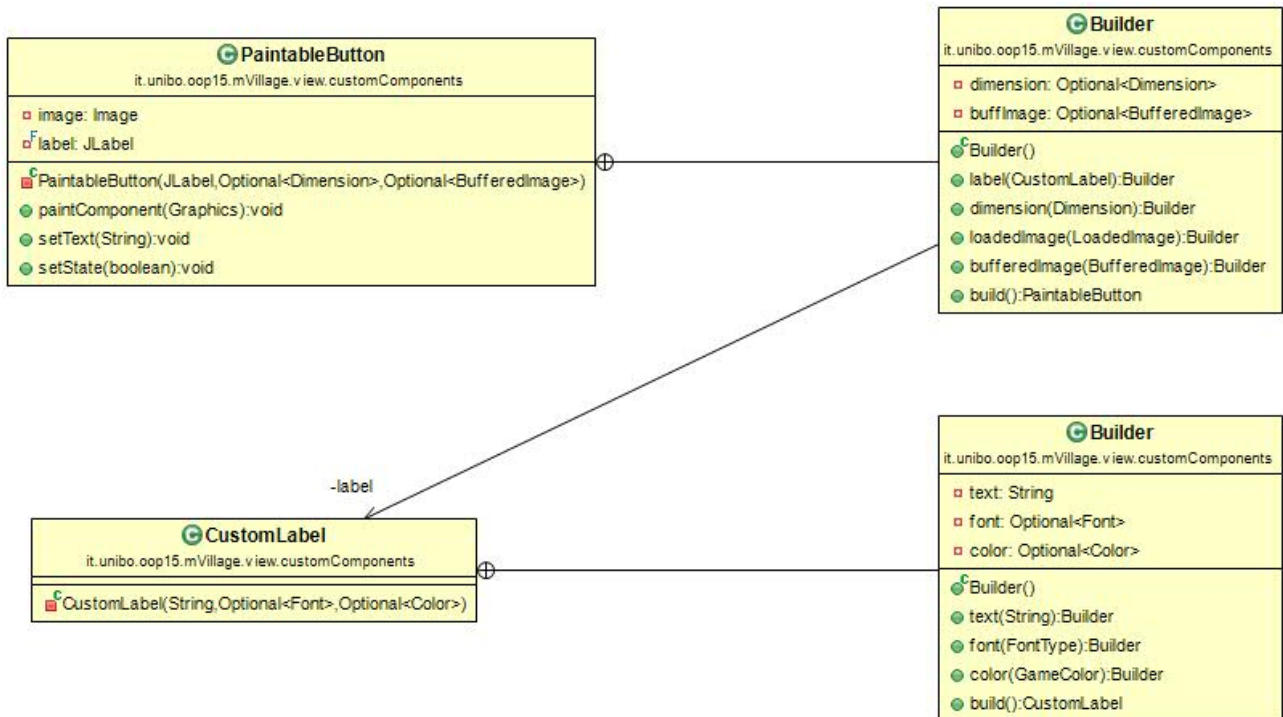 PaintableButton
it.unibo.oop15.mVillage.view.customComponents
image: Image
F label: JLabel
C PaintableButton(JLabel,Optional<Dimension>,Optional<BufferedImage>)
paintComponent(Graphics):void
setText(String):void
setState(boolean):void
Builder
it.unibo.oop15.mVillage.view.customComponents
dimension: Optional<Dimension>
buffImage: Optional<BufferedImage>
C Builder()
label(CustomLabel):Builder
dimension(Dimension):Builder
loadedImage(LoadedImage):Builder
bufferedImage(BufferedImage):Builder
build():PaintableButton
-label
CustomLabel
it.unibo.oop15.mVillage.view.customComponents
C CustomLabel(String,Optional<Font>,Optional<Color>)
Builder
it.unibo.oop15.mVillage.view.customComponents
text: String
font: Optional<Font>
color: Optional<Color>
C Builder()
text(String):Builder
font(FontType):Builder
color(GameColor):Builder
build():CustomLabel